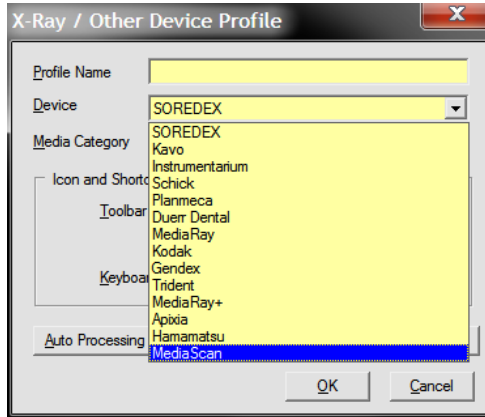 X-Ray / Other Device Profile
X
Profile Name
Device
SOREDEX
SOREDEX
Media Category
Kavo
Instrumentarium
Icon and Shortc
Schick
Planmeca
Toolbar
Duerr Dental
MediaRay
Kodak
Gendex
Keyboar
Trident
MediaRay+
Apixia
Auto Processing
Hamamatsu
MediaScan
OK
Cancel